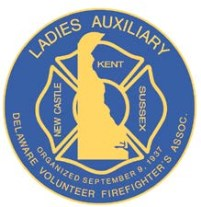 LADIES AUXILIARY
KENT
NEW CASTLE
SUSSEX
ORGANIZED SEPTEMBER 9, 1937
DELAWARE VOLUNTEER FIREFIGHTER'S ASSOC.